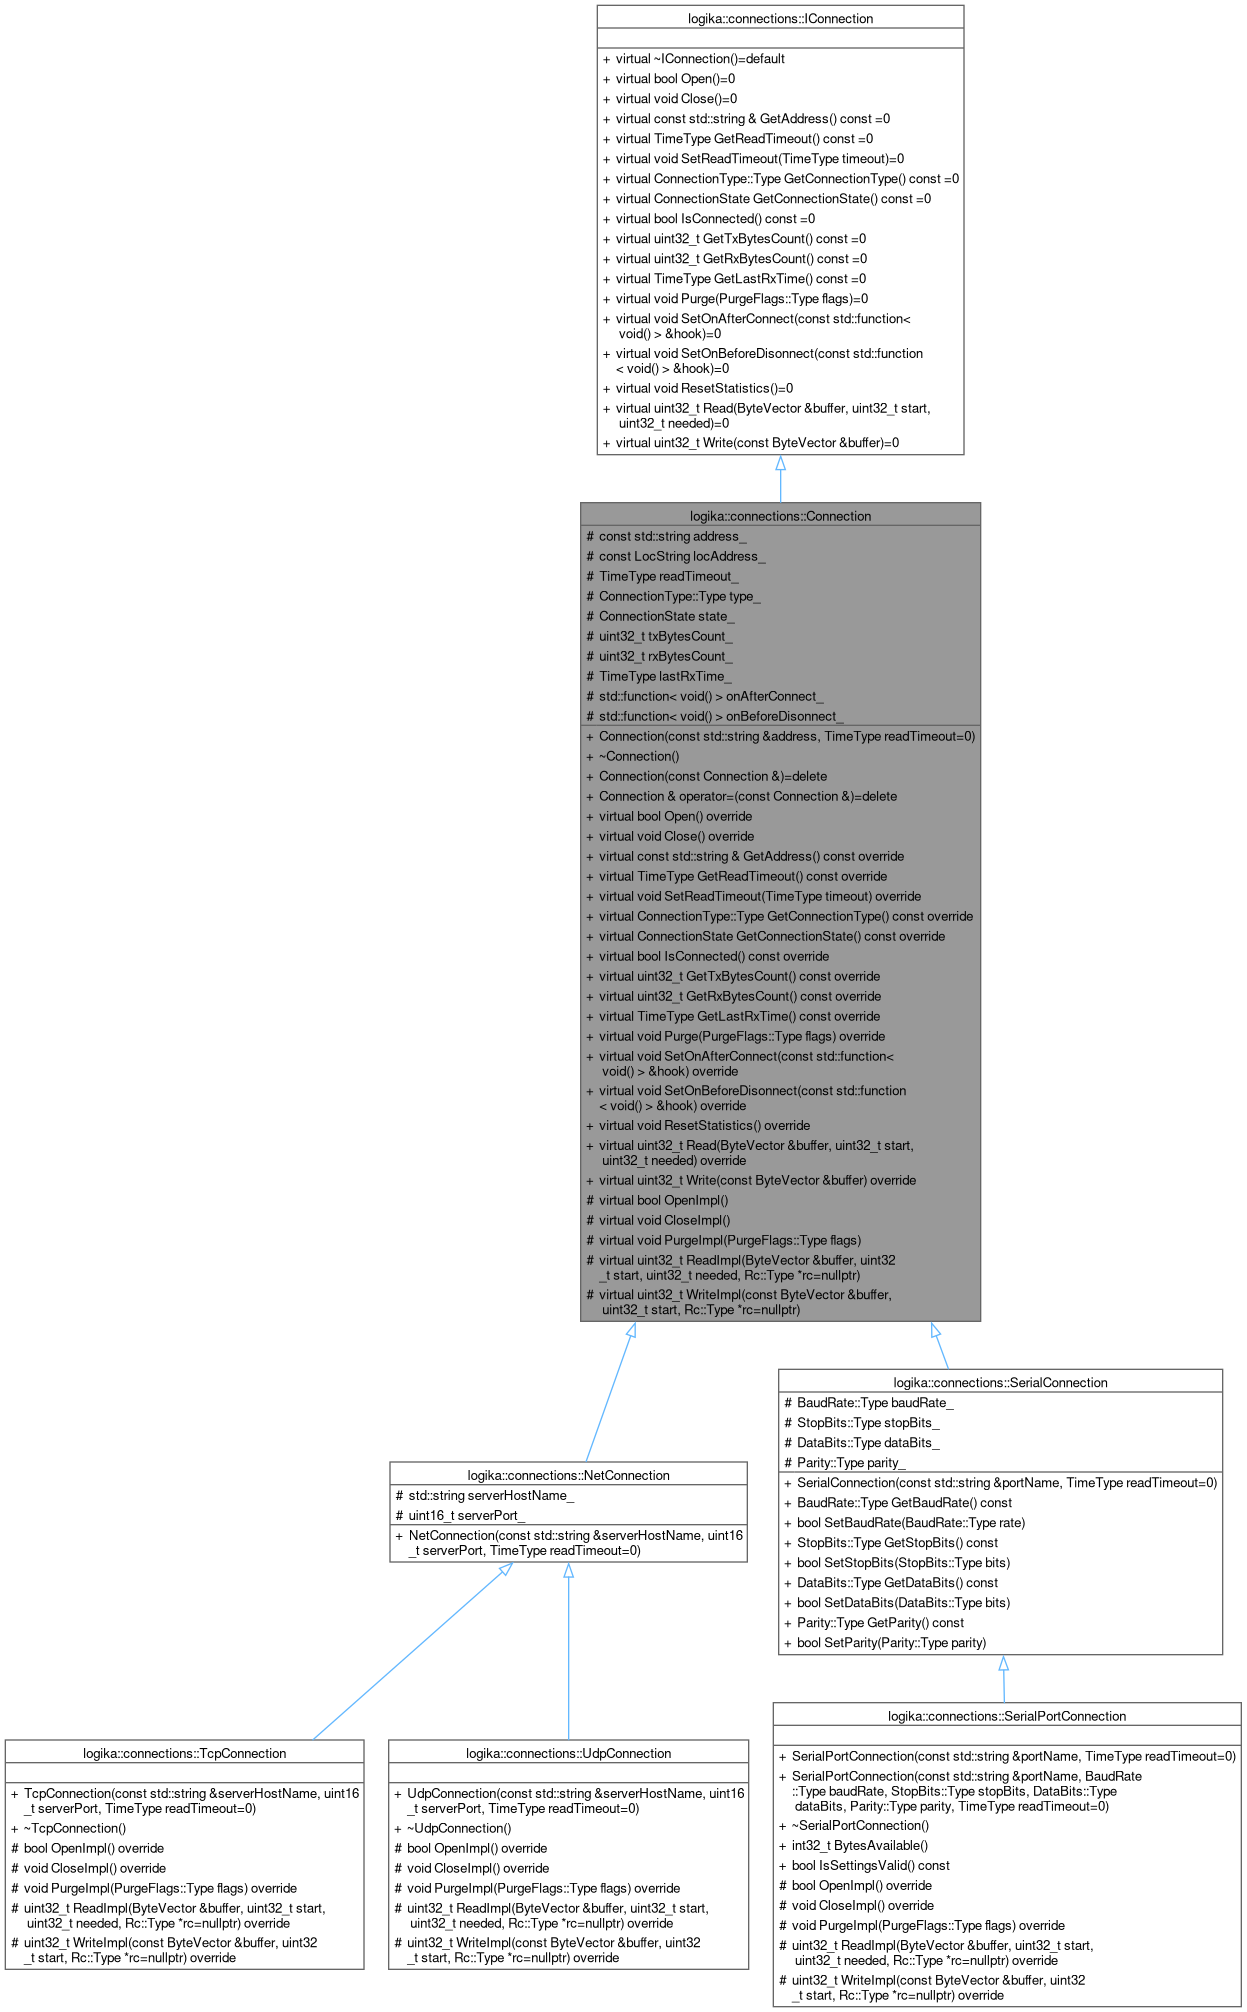 logika::connections::IConnection
+ virtual ~IConnection()=default
+ virtual bool Open()=0
+ virtual void Close()=0
+ virtual const std::string & GetAddress() const =0
+ virtual TimeType GetReadTimeout() const =0
+ virtual void SetReadTimeout(TimeType timeout)=0
+ virtual ConnectionType::Type GetConnectionType() const =0
+ virtual ConnectionState GetConnectionState() const =0
+ virtual bool IsConnected() const =0
+ virtual uint32_t GetTxBytesCount() const =0
+ virtual uint32_t GetRxBytesCount() const =0
+ virtual TimeType GetLastRxTime() const =0
+ virtual void Purge(PurgeFlags::Type flags)=0
+ virtual void SetOnAfterConnect(const std::function<
void() > &hook)=0
+ virtual void SetOnBeforeDisonnect(const std::function
< void() > &hook)=0
+ virtual void ResetStatistics()=0
+ virtual uint32_t Read(ByteVector &buffer, uint32_t start,
uint32_t needed)=0
+ virtual uint32_t Write(const ByteVector &buffer)=0
logika::connections::Connection
# const std::string address_
# const LocString locAddress_
# TimeType readTimeout_
# ConnectionType::Type type_
# ConnectionState state_
# uint32_t txBytesCount_
# uint32_t rxBytesCount_
# TimeType lastRxTime_
# std::function< void() > onAfterConnect_
# std::function< void() > onBeforeDisonnect_
+ Connection(const std::string &address, TimeType readTimeout=0)
+ ~Connection()
+ Connection(const Connection &)=delete
+ Connection & operator=(const Connection &)=delete
+ virtual bool Open() override
+ virtual void Close() override
+ virtual const std::string & GetAddress() const override
+ virtual TimeType GetReadTimeout() const override
+ virtual void SetReadTimeout(TimeType timeout) override
+ virtual ConnectionType::Type GetConnectionType() const override
+ virtual ConnectionState GetConnectionState() const override
+ virtual bool IsConnected() const override
+ virtual uint32_t GetTxBytesCount() const override
+ virtual uint32_t GetRxBytesCount() const override
+ virtual TimeType GetLastRxTime() const override
+ virtual void Purge(PurgeFlags::Type flags) override
+ virtual void SetOnAfterConnect(const std::function<
void() > &hook) override
+ virtual void SetOnBeforeDisonnect(const std::function
< void() > &hook) override
+ virtual void ResetStatistics() override
+ virtual uint32_t Read(ByteVector &buffer, uint32_t start,
uint32_t needed) override
+ virtual uint32_t Write(const ByteVector &buffer) override
# virtual bool OpenImpl()
# virtual void CloseImpl()
# virtual void PurgeImpl(PurgeFlags::Type flags)
# virtual uint32_t ReadImpl(ByteVector &buffer, uint32
_t start, uint32_t needed, Rc::Type *rc=nullptr)
# virtual uint32_t WriteImpl(const ByteVector &buffer,
uint32_t start, Rc::Type *rc=nullptr)
logika::connections::NetConnection
# std::string serverHostName_
# uint16_t serverPort_
+ NetConnection(const std::string &serverHostName, uint16
_t serverPort, TimeType readTimeout=0)
logika::connections::SerialConnection
# BaudRate::Type baudRate_
# StopBits::Type stopBits_
# DataBits::Type dataBits_
# Parity::Type parity_
+ SerialConnection(const std::string &portName, TimeType readTimeout=0)
+ BaudRate::Type GetBaudRate() const
+ bool SetBaudRate(BaudRate::Type rate)
+ StopBits::Type GetStopBits() const
+ bool SetStopBits(StopBits::Type bits)
+ DataBits::Type GetDataBits() const
+ bool SetDataBits(DataBits::Type bits)
+ Parity::Type GetParity() const
+ bool SetParity(Parity::Type parity)
logika::connections::TcpConnection
+ TcpConnection(const std::string &serverHostName, uint16
_t serverPort, TimeType readTimeout=0)
+ ~TcpConnection()
# bool OpenImpl() override
# void CloseImpl() override
# void PurgeImpl(PurgeFlags::Type flags) override
# uint32_t ReadImpl(ByteVector &buffer, uint32_t start,
uint32_t needed, Rc::Type *rc=nullptr) override
# uint32_t WriteImpl(const ByteVector &buffer, uint32
_t start, Rc::Type *rc=nullptr) override
logika::connections::UdpConnection
+ UdpConnection(const std::string &serverHostName, uint16
_t serverPort, TimeType readTimeout=0)
+ ~UdpConnection()
# bool OpenImpl() override
# void CloseImpl() override
# void PurgeImpl(PurgeFlags::Type flags) override
# uint32_t ReadImpl(ByteVector &buffer, uint32_t start,
uint32_t needed, Rc::Type *rc=nullptr) override
# uint32_t WriteImpl(const ByteVector &buffer, uint32
_t start, Rc::Type *rc=nullptr) override
logika::connections::SerialPortConnection
+ SerialPortConnection(const std::string &portName, TimeType readTimeout=0)
+ SerialPortConnection(const std::string &portName, BaudRate
::Type baudRate, StopBits::Type stopBits, DataBits::Type
dataBits, Parity::Type parity, TimeType readTimeout=0)
+ ~SerialPortConnection()
+ int32_t BytesAvailable()
+ bool IsSettingsValid() const
# bool OpenImpl() override
# void CloseImpl() override
# void PurgeImpl(PurgeFlags::Type flags) override
# uint32_t ReadImpl(ByteVector &buffer, uint32_t start,
uint32_t needed, Rc::Type *rc=nullptr) override
# uint32_t WriteImpl(const ByteVector &buffer, uint32
_t start, Rc::Type *rc=nullptr) override